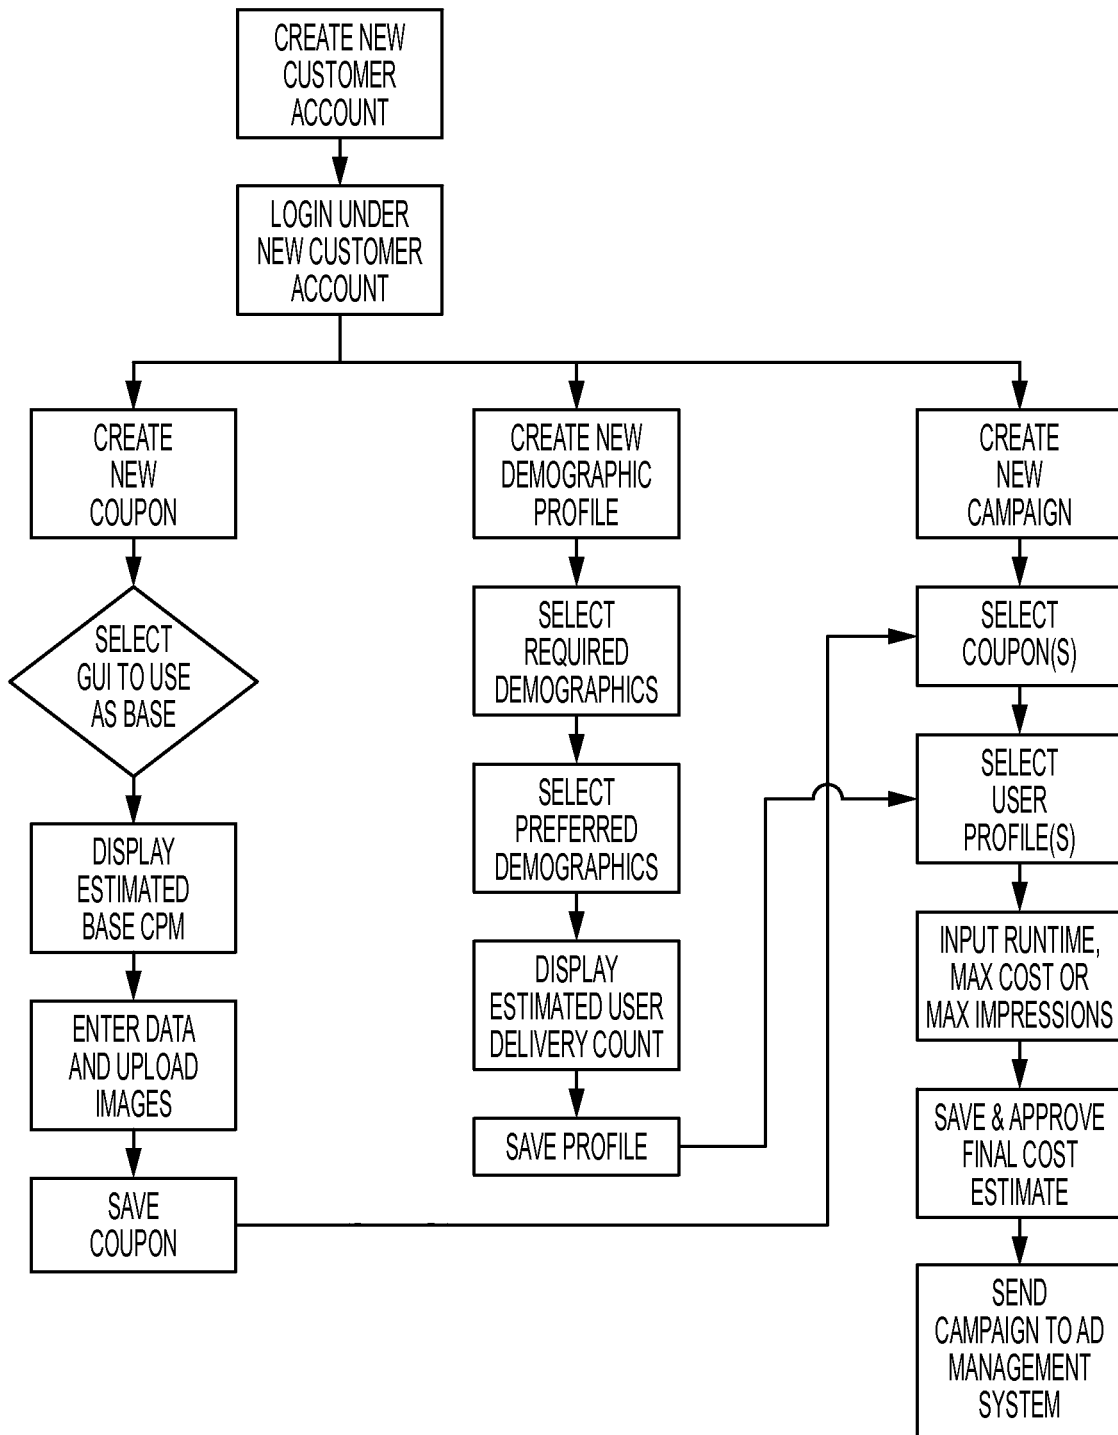 CREATE NEW
CUSTOMER
ACCOUNT
LOGIN UNDER
NEW CUSTOMER
ACCOUNT
CREATE
NEW
COUPON
SELECT
GUI TO USE
AS BASE
DISPLAY
ESTIMATED
BASE CPM
ENTER DATA
AND UPLOAD
IMAGES
SAVE
COUPON
CREATE NEW
DEMOGRAPHIC
PROFILE
SELECT
REQUIRED
DEMOGRAPHICS
SELECT
PREFERRED
DEMOGRAPHICS
DISPLAY
ESTIMATED USER
DELIVERY COUNT
SAVE PROFILE
CREATE
NEW
CAMPAIGN
SELECT
COUPON(S)
SELECT
USER
PROFILE(S)
INPUT RUNTIME,
MAX COST OR
MAX IMPRESSIONS
SAVE & APPROVE
FINAL COST
ESTIMATE
SEND
CAMPAIGN TO AD
MANAGEMENT
SYSTEM